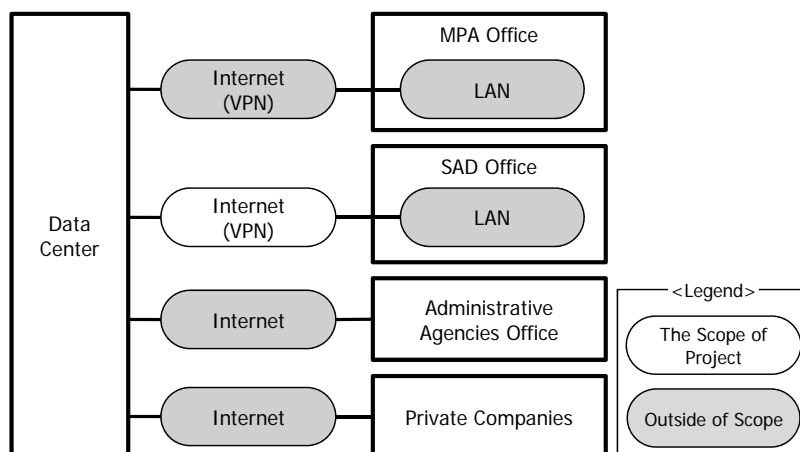 MPA Office
Internet
(VPN)
LAN
SAD Office
Internet
(VPN)
LAN
Data
Center
Internet
Administrative
Agencies Office
Internet
Private Companies
<Legend>
The Scope of
Project
Outside of Scope